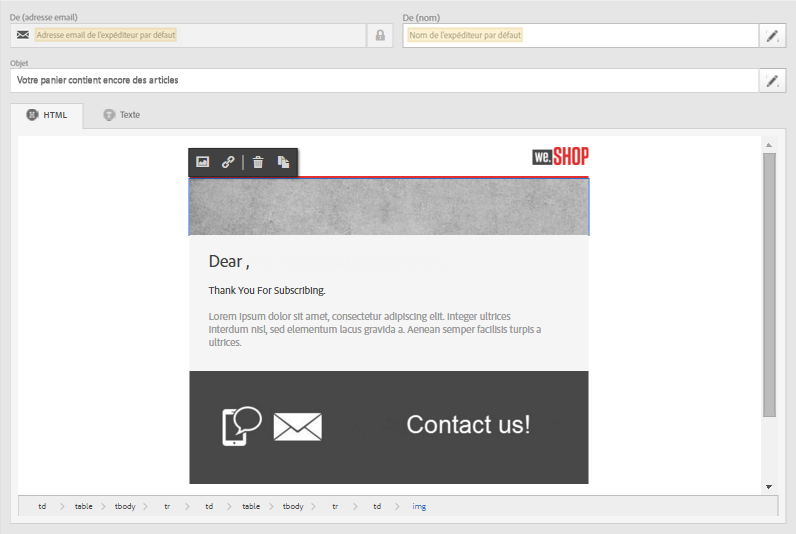 De (adresse email)
De (nom)
Adresse email de l'expéditeur par défaut
Nom de l'expéditeur par défaut
Objet
Votre panier contient encore des articles
HTML
Texte
we.SHOP
Dear ,
Thank You For Subscribing.
Lorem ipsum dolor sit amet, consectetur adipiscing elit. Integer ultrices
interdum nisl, sed elementum lacus gravida a. Aenean semper facilisis turpis a
ultrices.
Contact us!
td > table > tbody > tr > td > table > tbody > tr > td > img